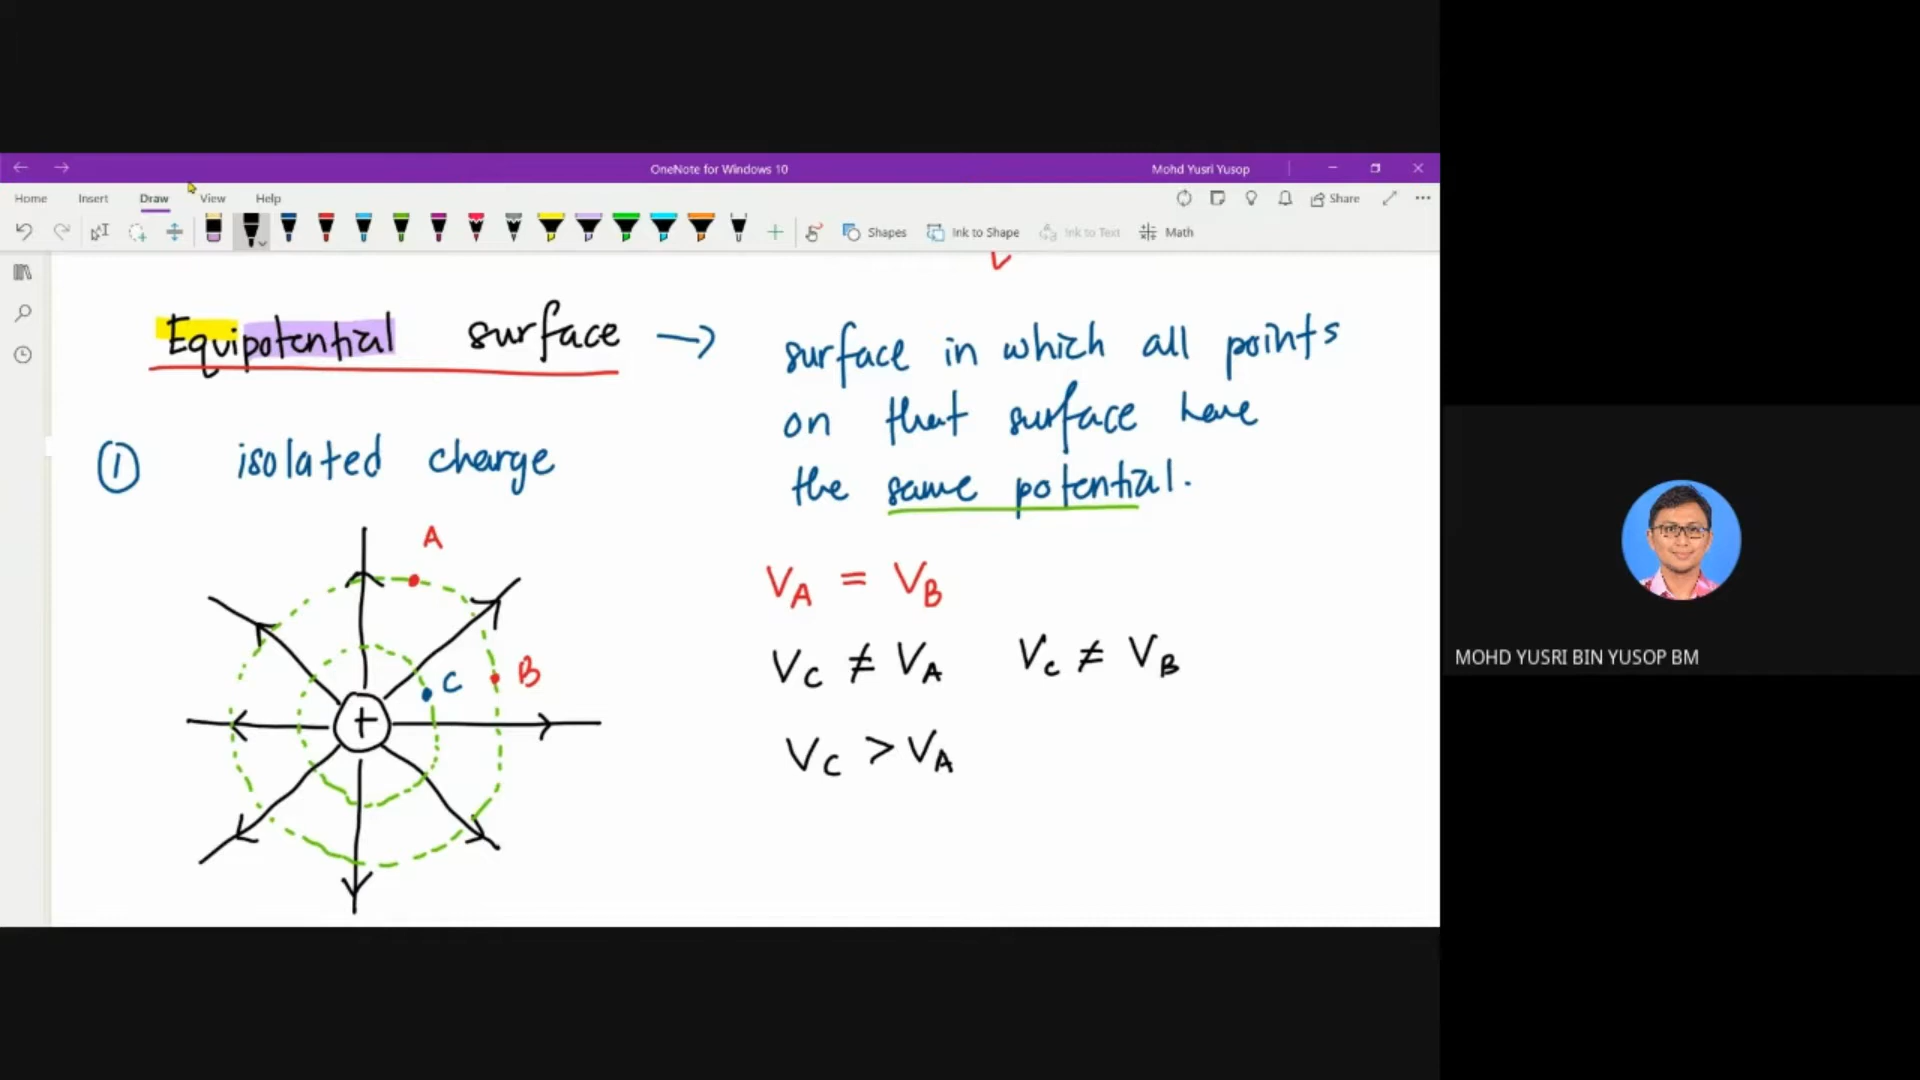 OneNote for Windows 10
Mohd Yusri Yusop
Home Insert Draw View Help
Share
Shapes Ink to Shape Ink to Text Math
Equipotential surface →
surface in which all points
on that surface have
the same potential.
① isolated charge
A
B
C
+
VA = VB
VC ≠ VA VC ≠ VB
VC > VA
MOHD YUSRI BIN YUSOP BM